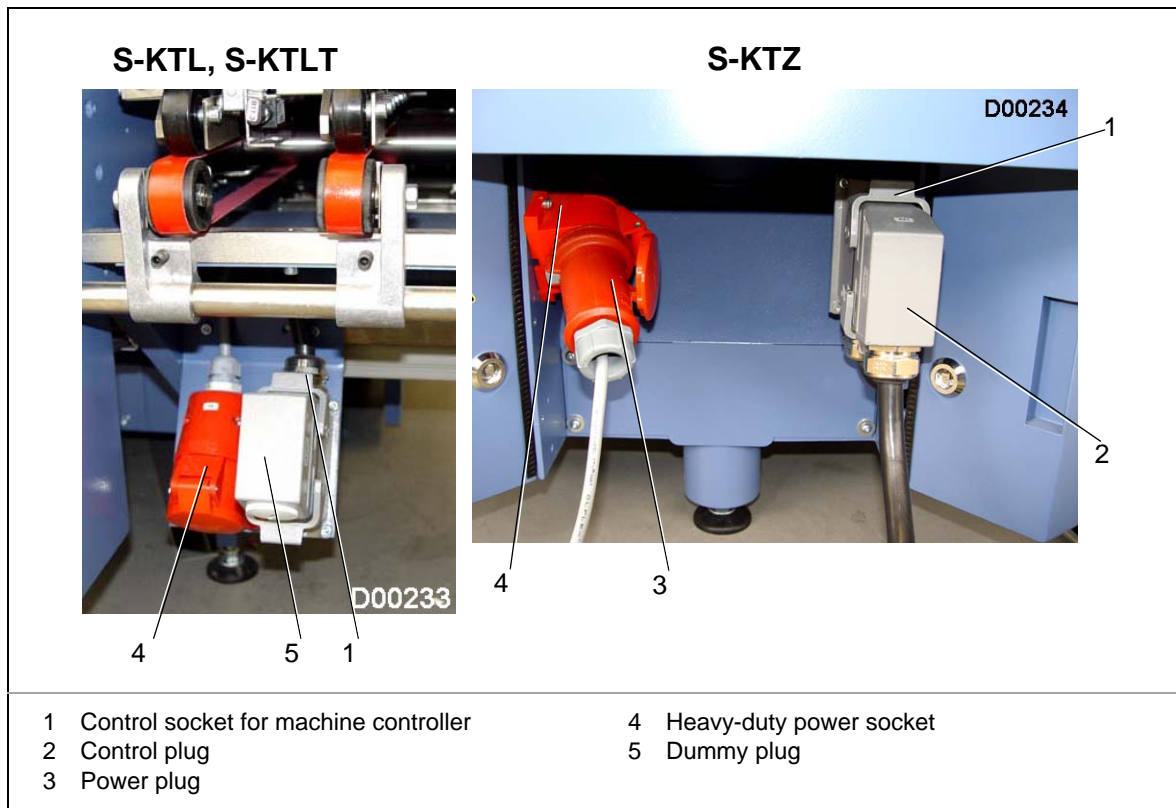 S-KTL, S-KTLT
S-KTZ
D00234
1
2
4
3
D00233
4
5
1
1 Control socket for machine controller
2 Control plug
3 Power plug
4 Heavy-duty power socket
5 Dummy plug